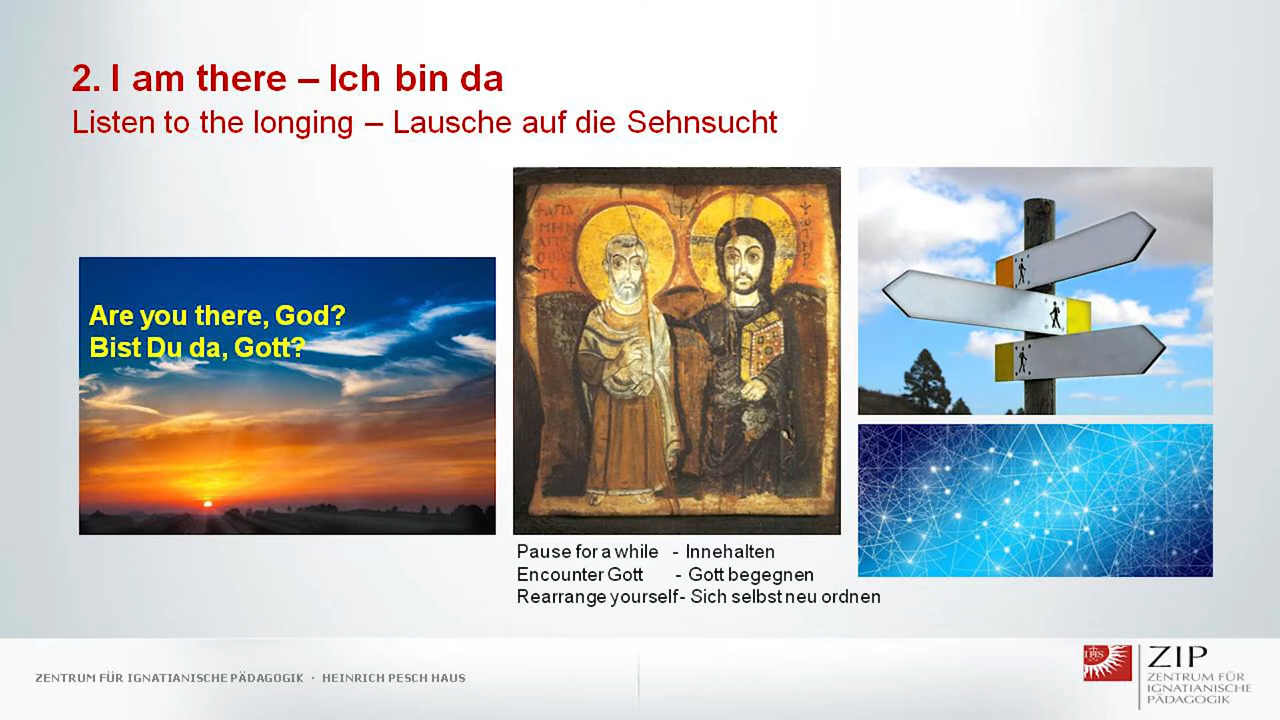 2. I am there – Ich bin da
Listen to the longing – Lausche auf die Sehnsucht
Are you there, God?
Bist Du da, Gott?
Pause for a while - Innehalten
Encounter Gott - Gott begegnen
Rearrange yourself- Sich selbst neu ordnen
ZENTRUM FÜR IGNATIANISCHE PÄDAGOGIK · HEINRICH PESCH HAUS
IHS
ZIP
ZENTRUM FÜR
IGNATIANISCHE
PÄDAGOGIK